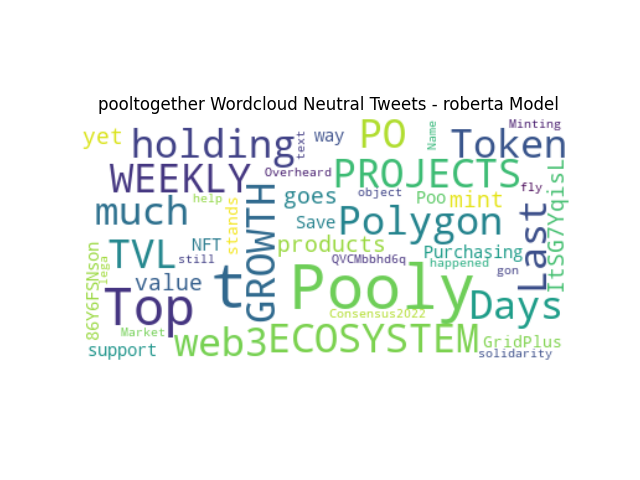 pooltogether Wordcloud Neutral Tweets - roberta Model
yet holding text way PO Name Token Minting
WEEKLY Overheard PROJECTS fly
much help stands GROWTH goes object Poo mint Last ItSG7YqisL
Save Polygon
TVL NFT products Purchasing
86Y6FSNson lega still QVCMbbhd6q happened gon
value t Pooly Days
Top Consensus2022
Market web3 ECOSYSTEM GridPlus
support solidarity